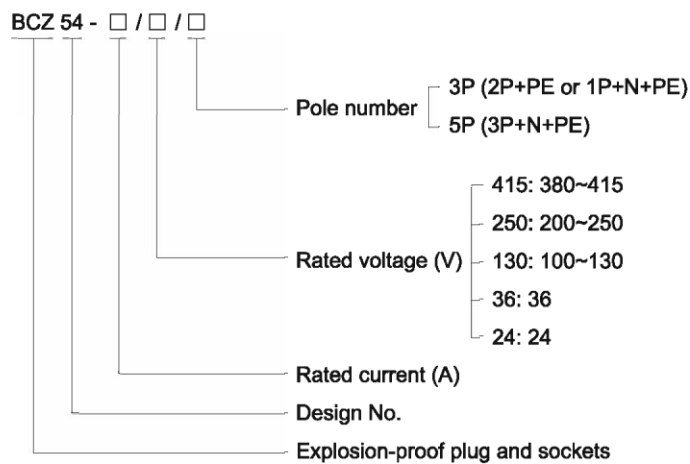 BCZ 54 - □ / □ / □
Pole number
3P (2P+PE or 1P+N+PE)
5P (3P+N+PE)
Rated voltage (V)
415: 380~415
250: 200~250
130: 100~130
36: 36
24: 24
Rated current (A)
Design No.
Explosion-proof plug and sockets